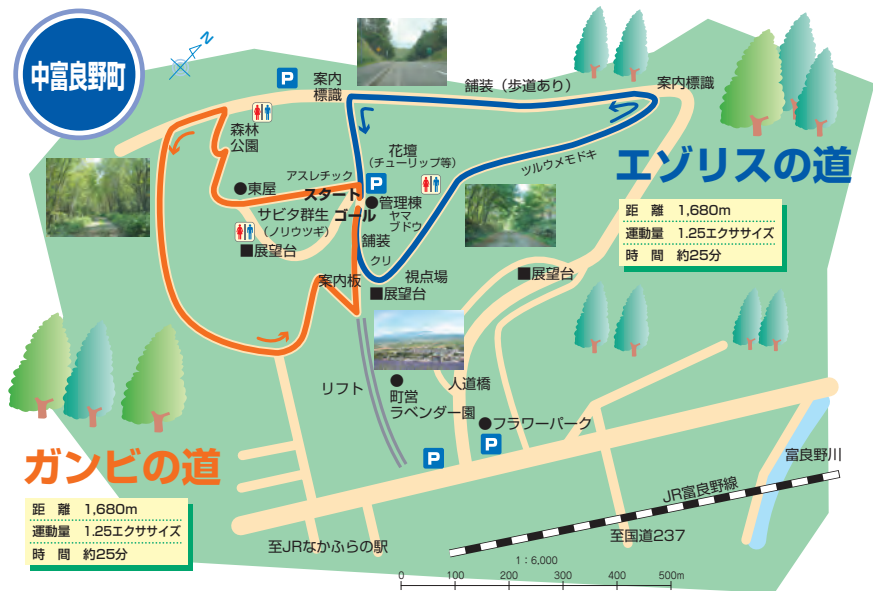 中富良野町
N
P
案内
標識
舗装（歩道あり）
案内標識
森林
公園
花壇
（チューリップ等）
ツルウメモドキ
エゾリスの道
アスレチック
P
東屋
スタート
管理棟
サビタ群生
ゴール
ヤマ
ブドウ
（ノリウツギ）
展望台
舗装
クリ
距　離　1,680m
運動量　1.25エクササイズ
時　間　約25分
案内板
視点場
展望台
展望台
リフト
町営
ラベンダー園
人道橋
フラワーパーク
P
P
ガンビの道
富良野川
JR富良野線
距　離　1,680m
運動量　1.25エクササイズ
時　間　約25分
至JRなかふらの駅
至国道237
1：6,000
0　100　200　300　400　500m